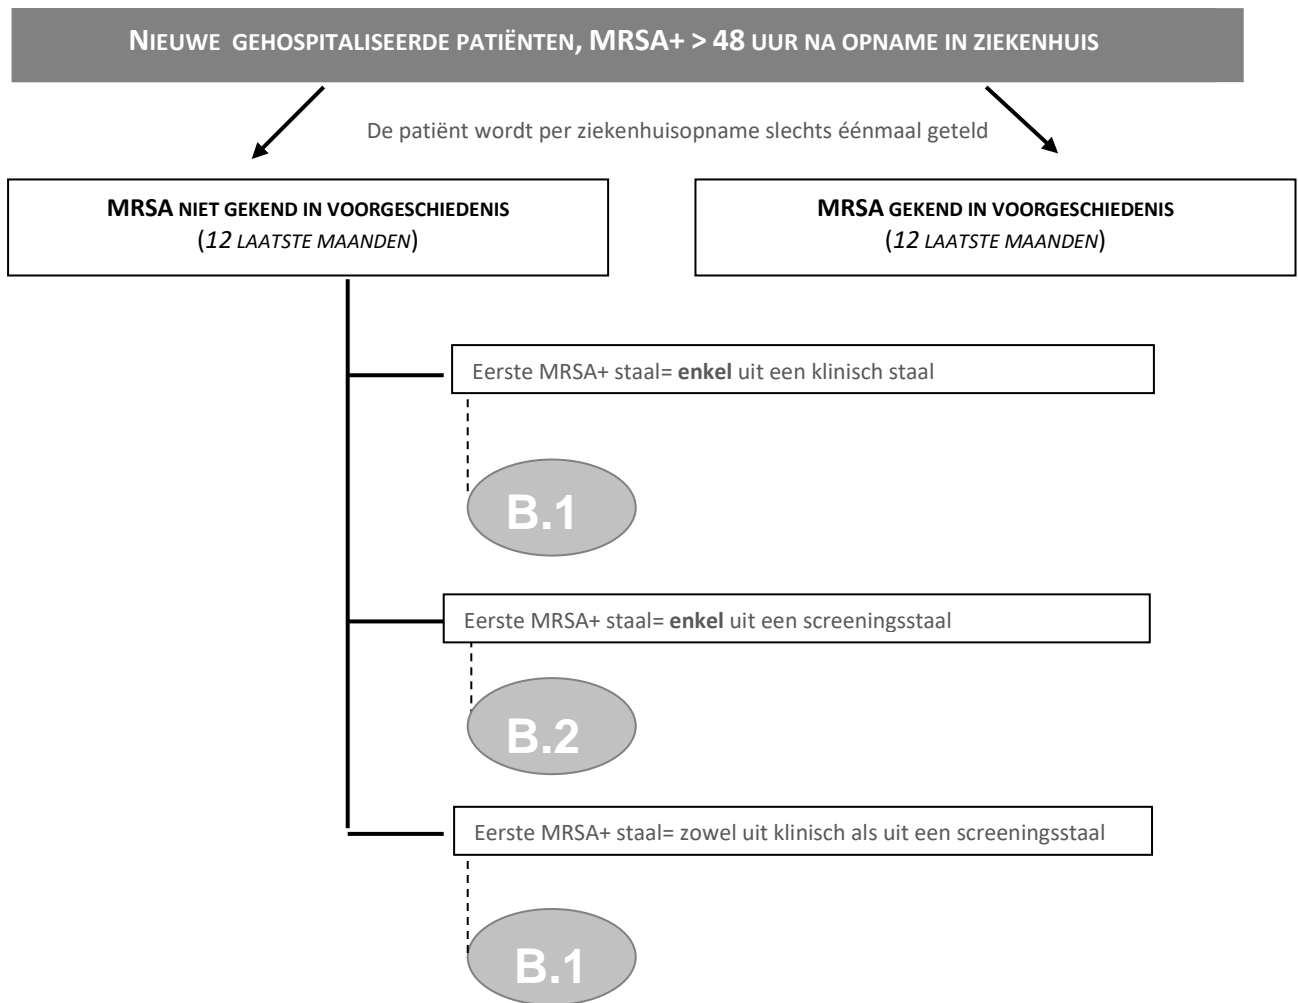 NIEUWE GEHOSPITALISEERDE PATIËNTEN, MRSA+ > 48 UUR NA OPNAME IN ZIEKENHUIS
De patiënt wordt per ziekenhuisopname slechts éénmaal geteld
MRSA NIET GEKEND IN VOORGESCHIEDENIS
(12 LAATSTE MAANDEN)
MRSA GEKEND IN VOORGESCHIEDENIS
(12 LAATSTE MAANDEN)
Eerste MRSA+ staal= enkel uit een klinisch staal
B.1
Eerste MRSA+ staal= enkel uit een screeningsstaal
B.2
Eerste MRSA+ staal= zowel uit klinisch als uit een screeningsstaal
B.1